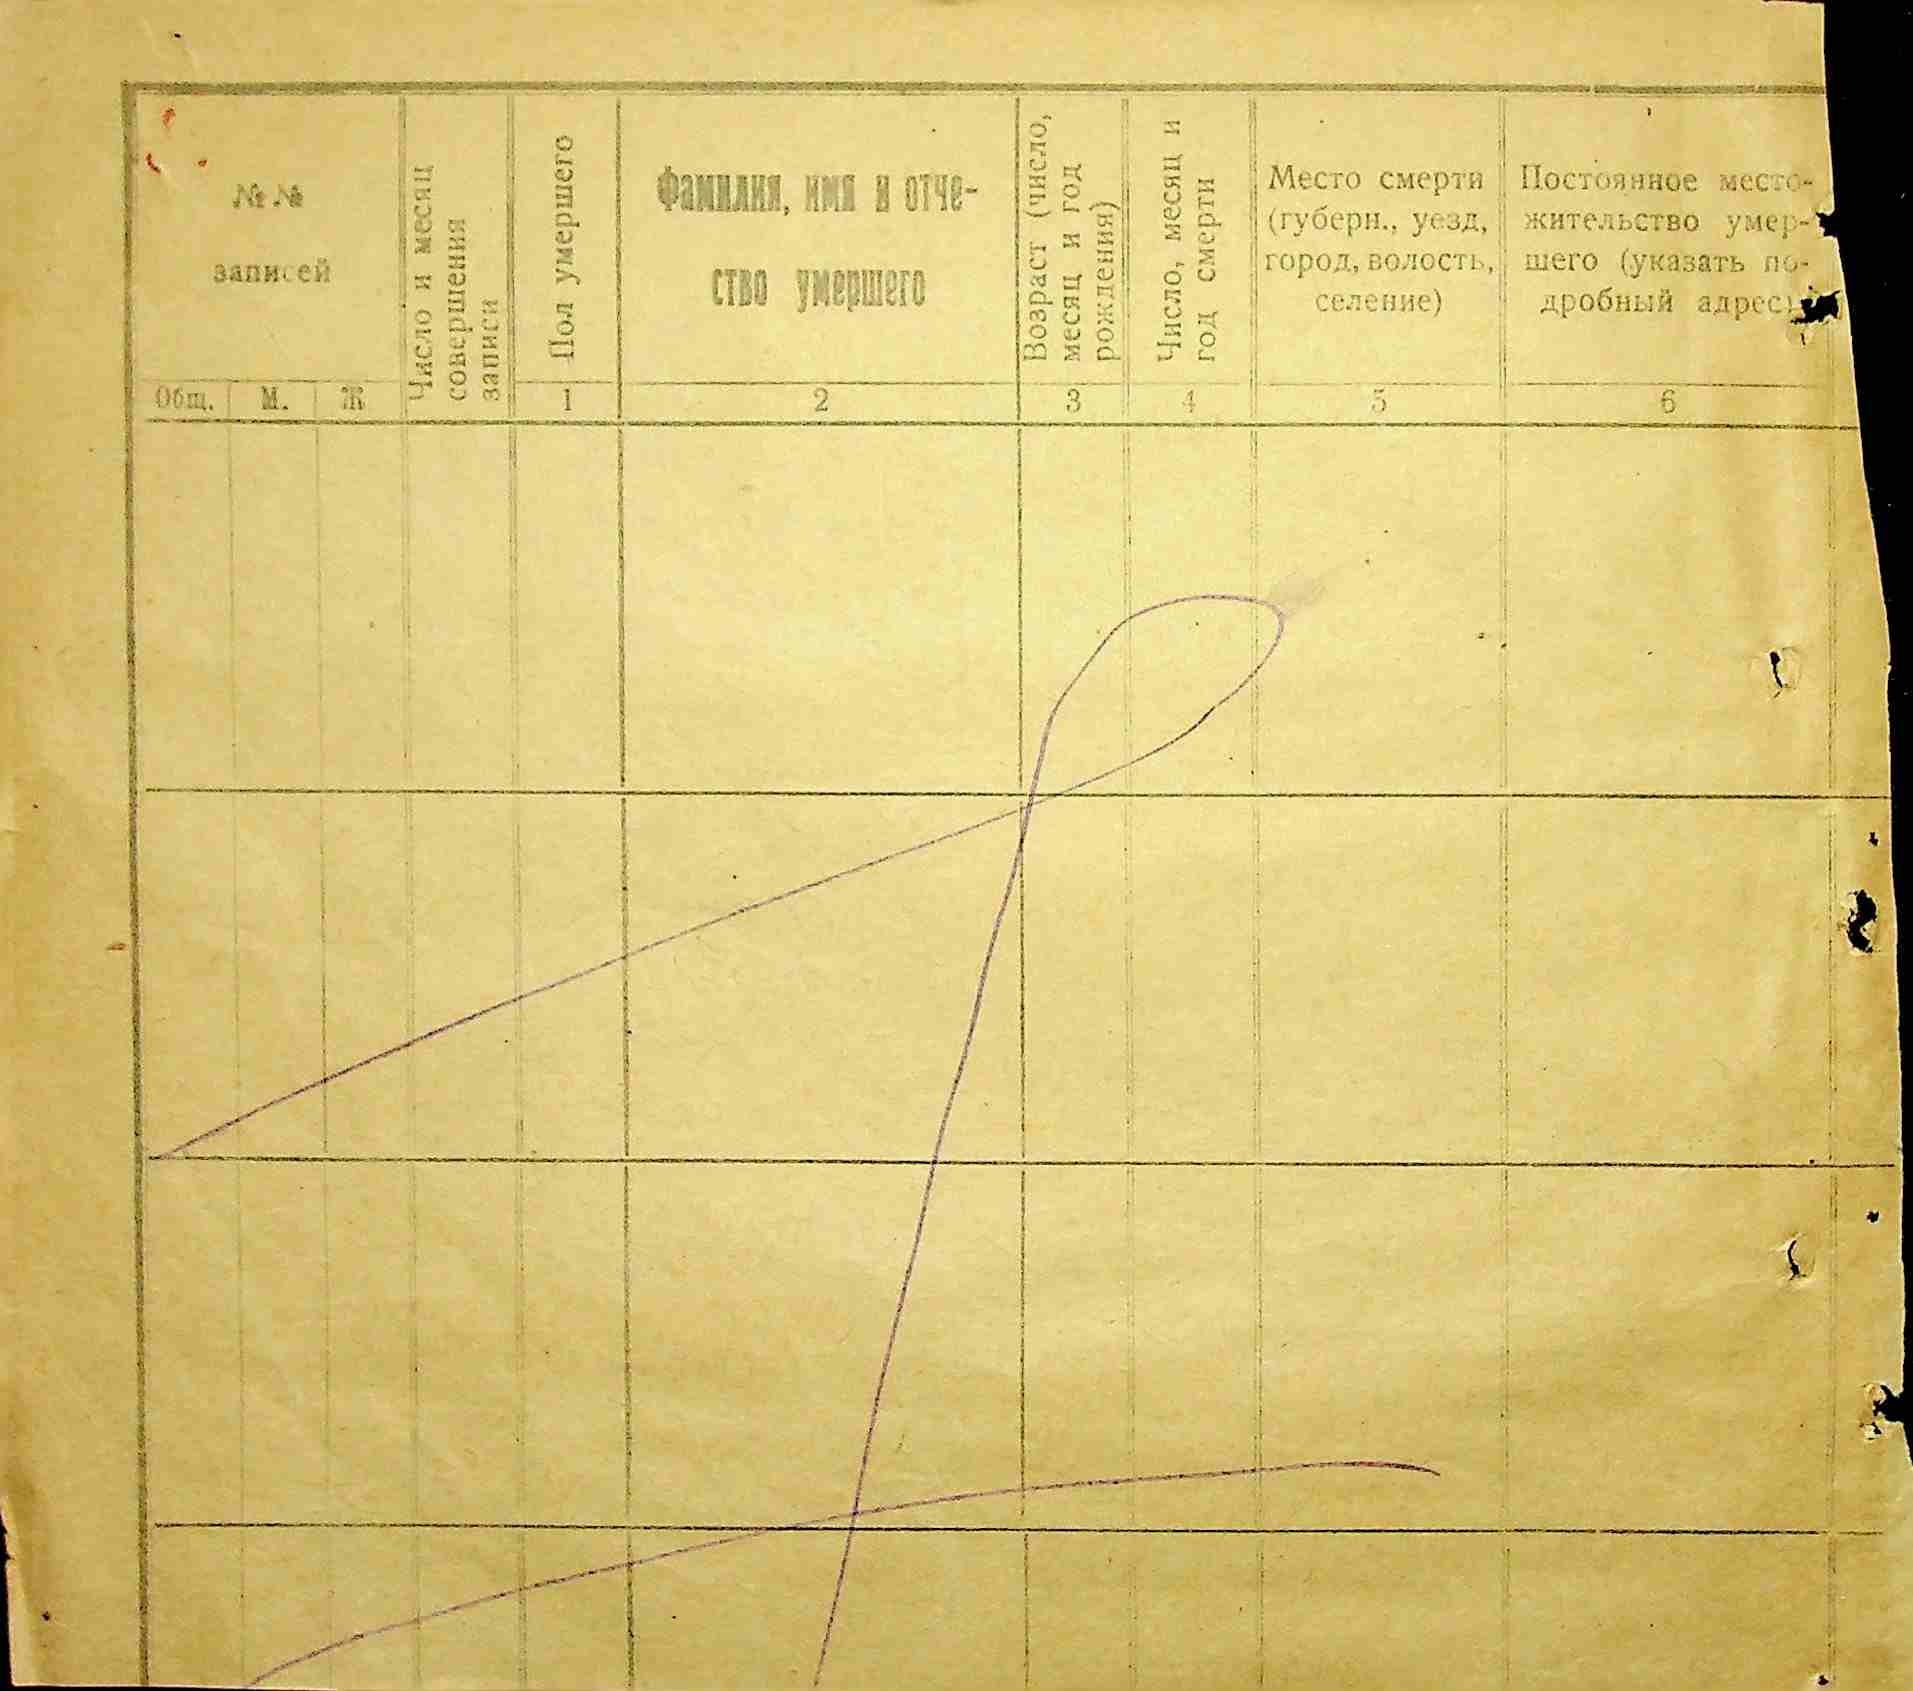 № №
записей
Общ. М. Ж
Число и месяц
совершения
записи
Пол умершего
1
Фамилия, имя и отче-
ство умершего
2
Возраст (число,
месяц и год
рождения)
3
Число, месяц и
год смерти
4
Место смерти
(губерн., уезд,
город, волость,
селение)
5
Постоянное место-
жительство умер-
шего (указать по-
дробный адрес)
6